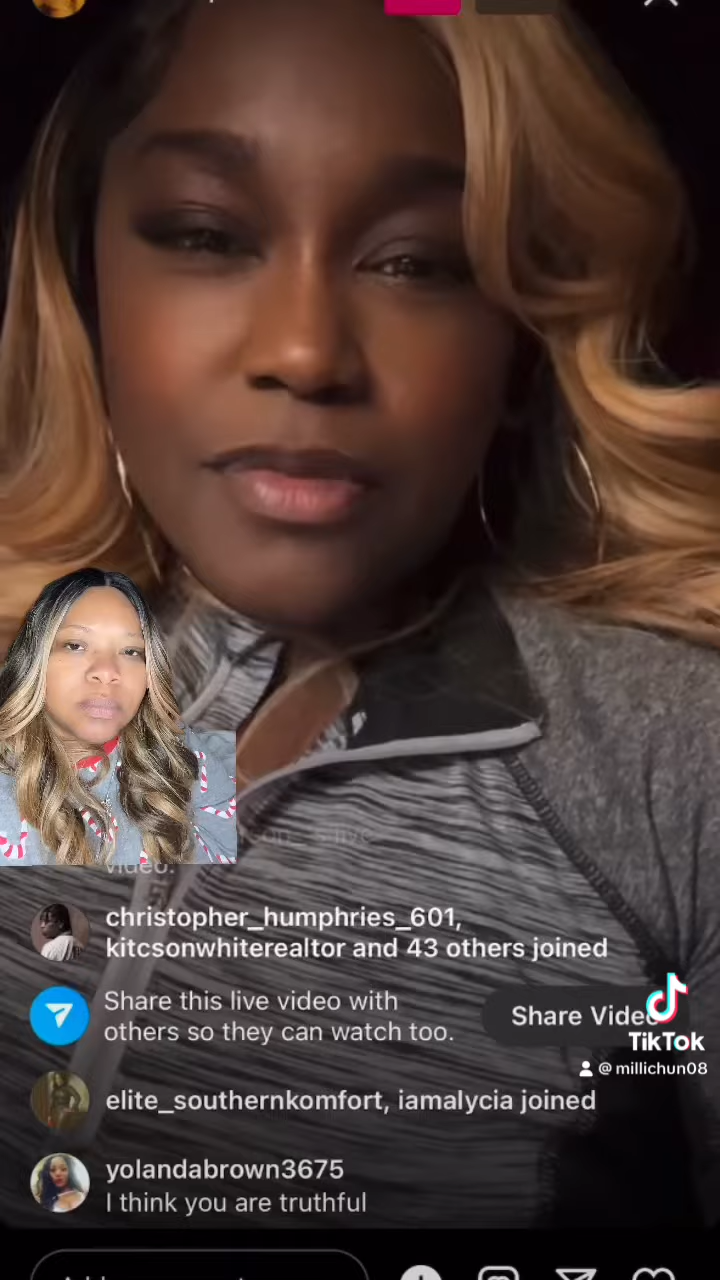 video.
christopher_humphries_601,
kitcsonwhiterealtor and 43 others joined
Share this live video with
others so they can watch too.
Share Video
TikTok
@ millichun08
elite_southernkomfort, iamalycia joined
yolandabrown3675
I think you are truthful